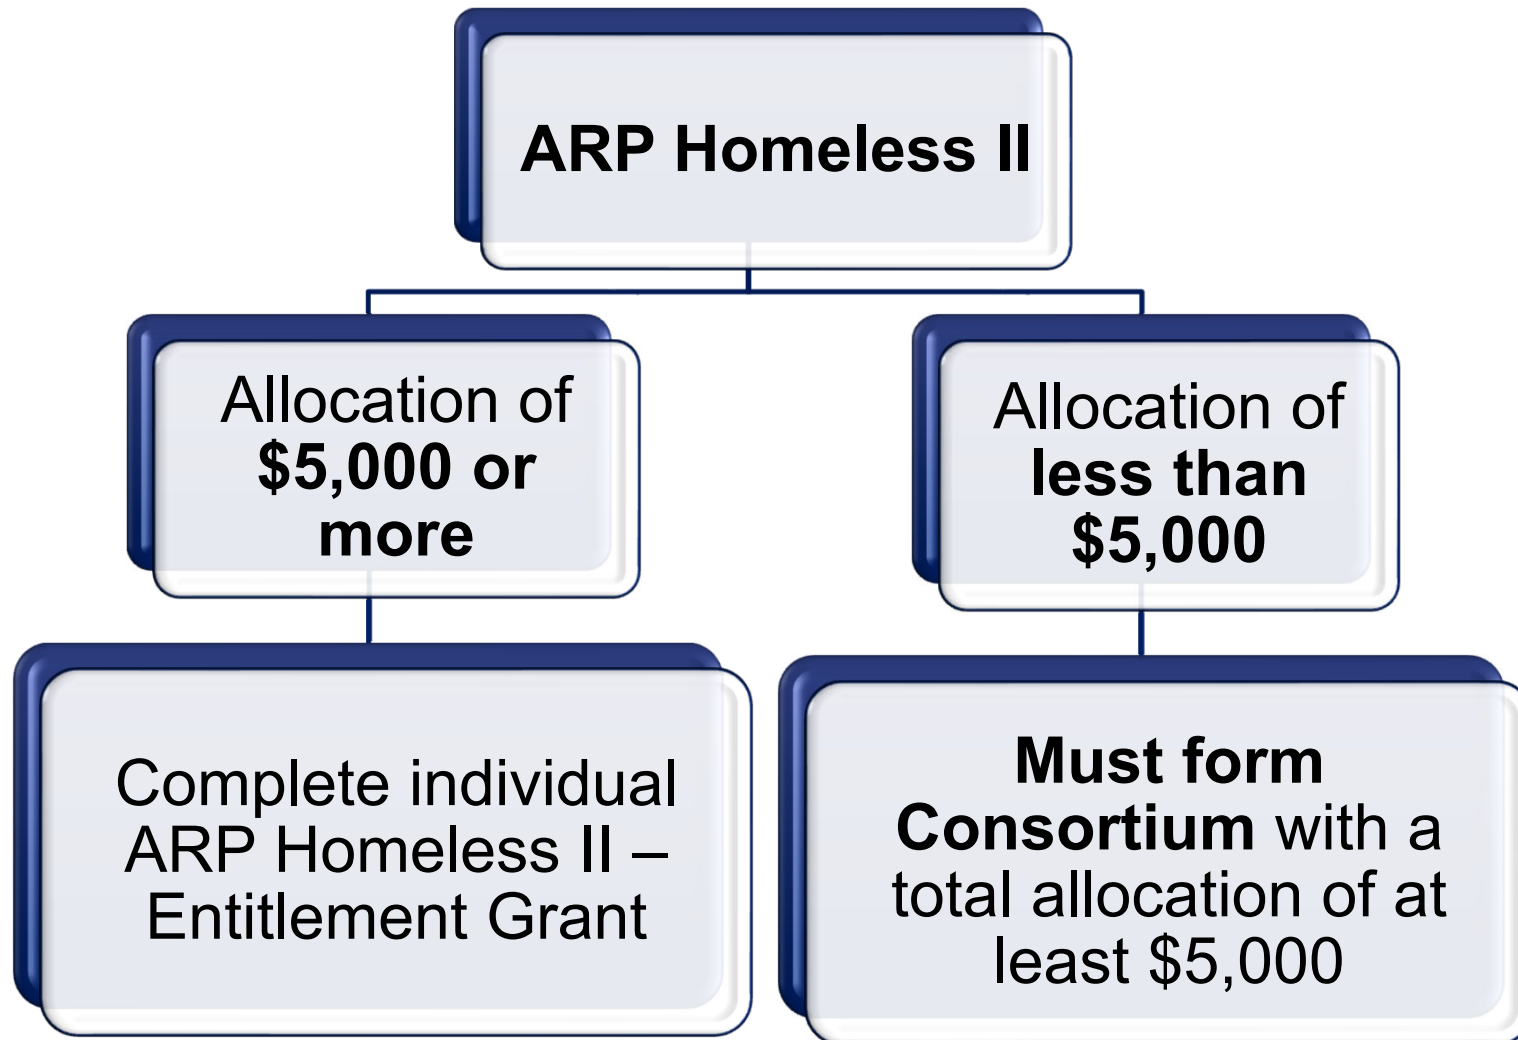 ARP Homeless II
Allocation of
$5,000 or
more
Allocation of
less than
$5,000
Complete individual
ARP Homeless II –
Entitlement Grant
Must form
Consortium with a
total allocation of at
least $5,000